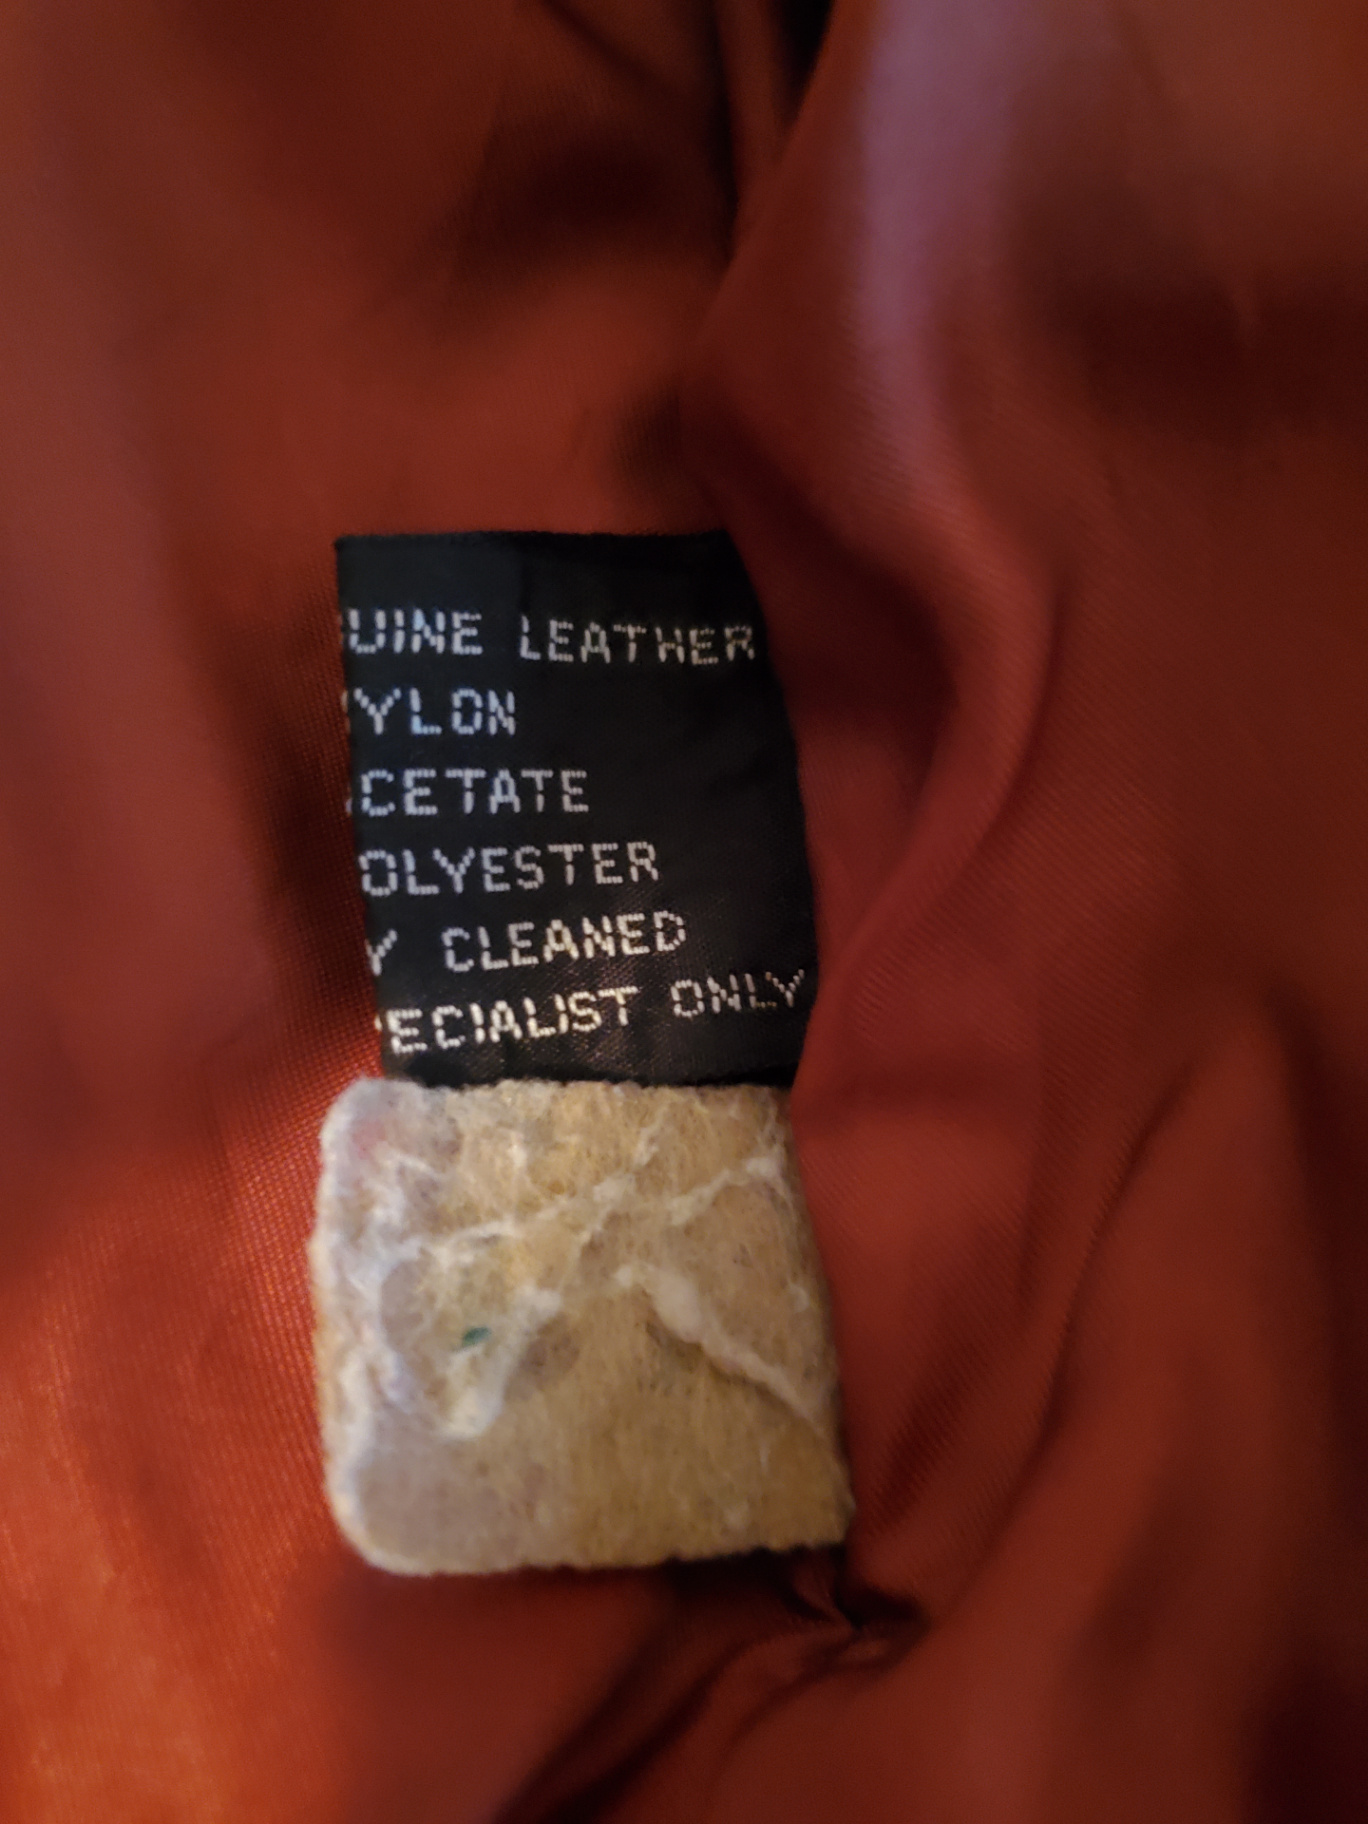 UINE LEATHER
YLON
CETATE
OLYESTER
Y CLEANED
ECIALIST ONLY